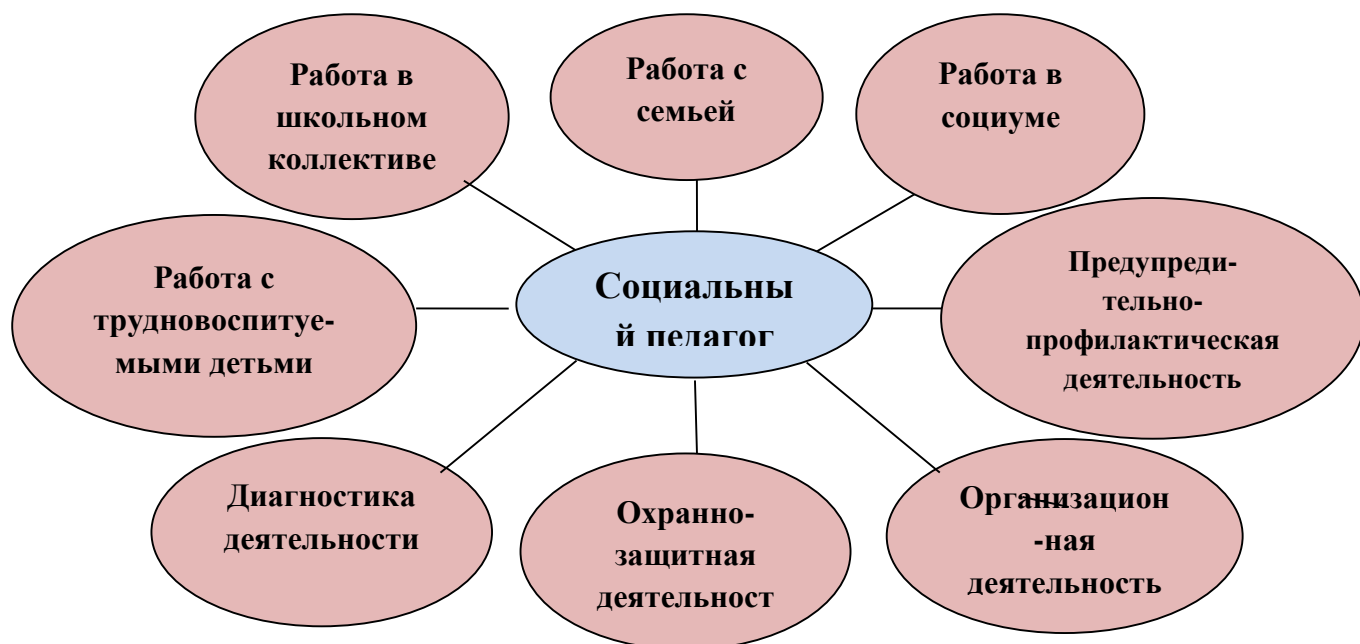 Работа в
школьном
коллективе
Работа с
семьей
Работа в
социуме
Работа с
трудновоспитуе-
мыми детьми
Социальны
й педагог
Предупреди-
тельно-
профилактическая
деятельность
Диагностика
деятельности
Охранно-
защитная
деятельност
Организацион
-ная
деятельность